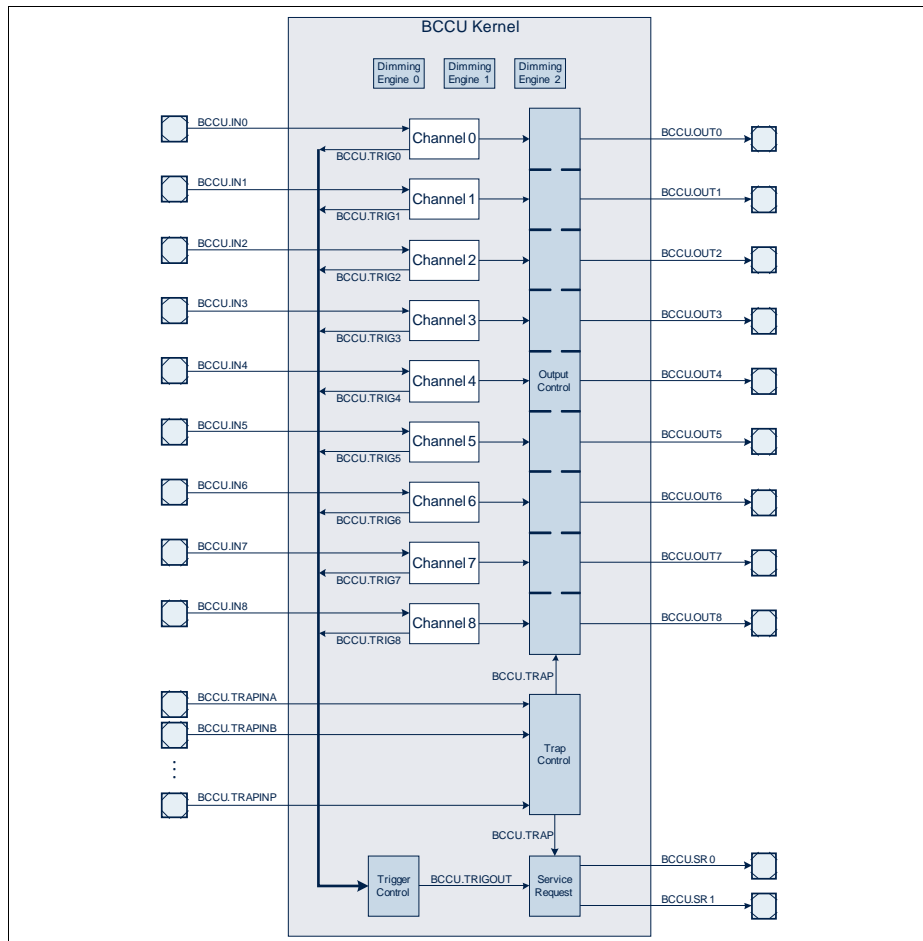 BCCU Kernel
Dimming
Engine 0
Dimming
Engine 1
Dimming
Engine 2
BCCU.IN0
Channel 0
BCCU.TRIG0
BCCU.OUT0
BCCU.IN1
Channel 1
BCCU.TRIG1
BCCU.OUT1
BCCU.IN2
Channel 2
BCCU.TRIG2
BCCU.OUT2
BCCU.IN3
Channel 3
BCCU.TRIG3
BCCU.OUT3
BCCU.IN4
Channel 4
BCCU.TRIG4
Output
Control
BCCU.OUT4
BCCU.IN5
Channel 5
BCCU.TRIG5
BCCU.OUT5
BCCU.IN6
Channel 6
BCCU.TRIG6
BCCU.OUT6
BCCU.IN7
Channel 7
BCCU.TRIG7
BCCU.OUT7
BCCU.IN8
Channel 8
BCCU.TRIG8
BCCU.OUT8
BCCU.TRAP
BCCU.TRAPINA
BCCU.TRAPINB
Trap
Control
...
BCCU.TRAPINP
BCCU.TRAP
Trigger
Control
BCCU.TRIGOUT
Service
Request
BCCU.SR0
BCCU.SR1